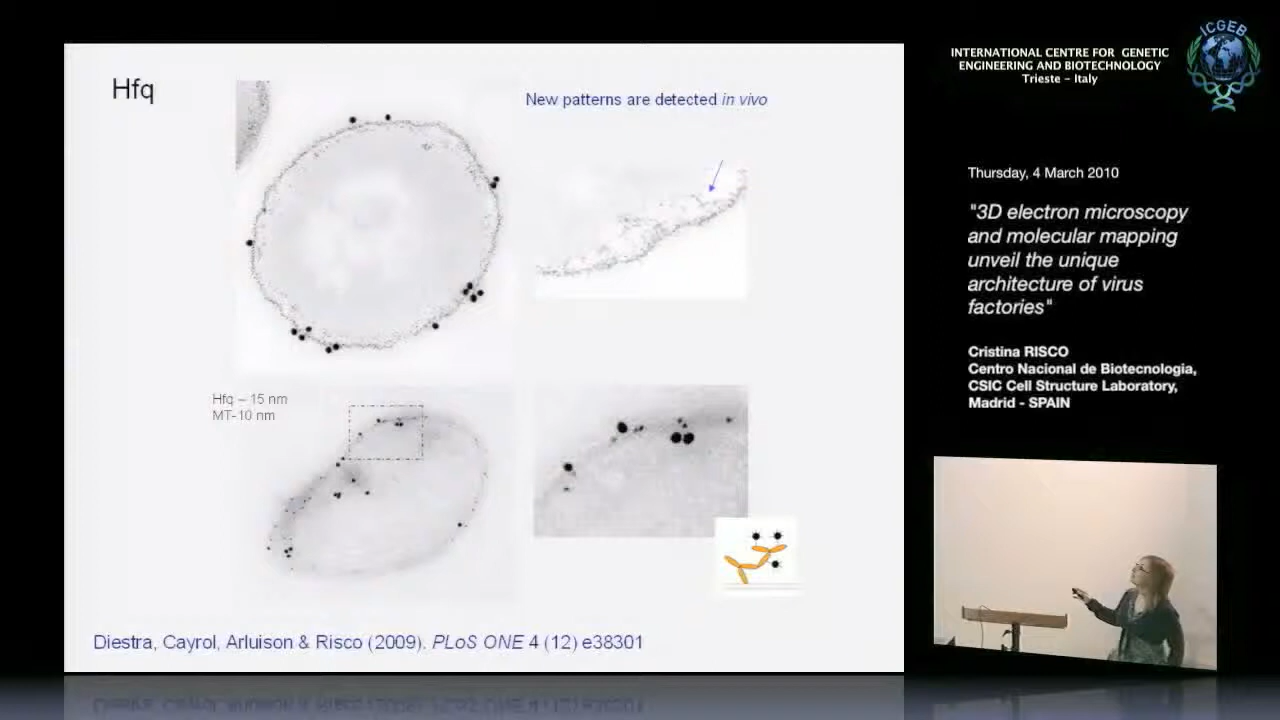 Hfq
New patterns are detected in vivo
Hfq – 15 nm
MT-10 nm
Diestra, Cayrol, Arluison & Risco (2009). PLoS ONE 4 (12) e38301
INTERNATIONAL CENTRE FOR GENETIC
ENGINEERING AND BIOTECHNOLOGY
Trieste – Italy
ICGEB
Thursday, 4 March 2010
"3D electron microscopy
and molecular mapping
unveil the unique
architecture of virus
factories"
Cristina RISCO
Centro Nacional de Biotecnologia,
CSIC Cell Structure Laboratory,
Madrid - SPAIN